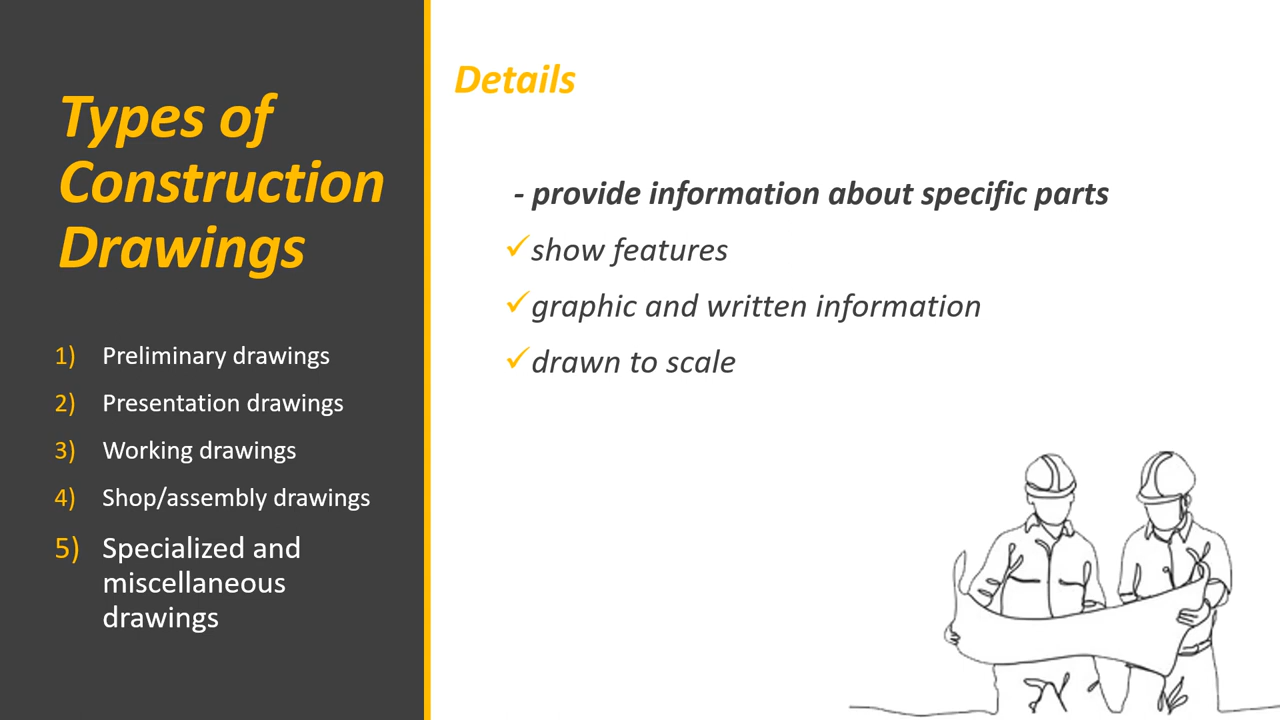 Types of
Construction
Drawings
1) Preliminary drawings
2) Presentation drawings
3) Working drawings
4) Shop/assembly drawings
5) Specialized and
miscellaneous
drawings
Details
- provide information about specific parts
✓show features
✓graphic and written information
✓drawn to scale